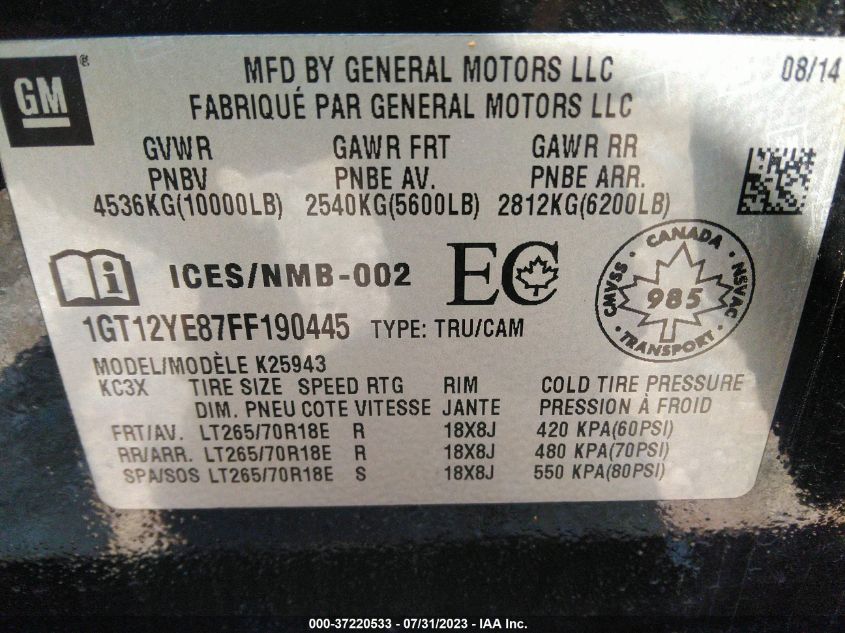 GM®
MFD BY GENERAL MOTORS LLC
08/14
FABRIQUÉ PAR GENERAL MOTORS LLC
GVWR GAWR FRT GAWR RR
PNBV PNBE AV. PNBE ARR.
4536KG(10000LB) 2540KG(5600LB) 2812KG(6200LB)
i ICES/NMB-002 EC
CANADA
CMVSS 985 NSVAC
TRANSPORT
1GT12YE87FF190445 TYPE: TRU/CAM
MODEL/MODÈLE K25943
KC3X TIRE SIZE SPEED RTG RIM COLD TIRE PRESSURE
DIM. PNEU COTE VITESSE JANTE PRESSION À FROID
FRT/AV. LT265/70R18E R 18X8J 420 KPA(60PSI)
RR/ARR. LT265/70R18E R 18X8J 480 KPA(70PSI)
SPA/SOS LT265/70R18E S 18X8J 550 KPA(80PSI)
000-37220533 - 07/31/2023 - IAA Inc.